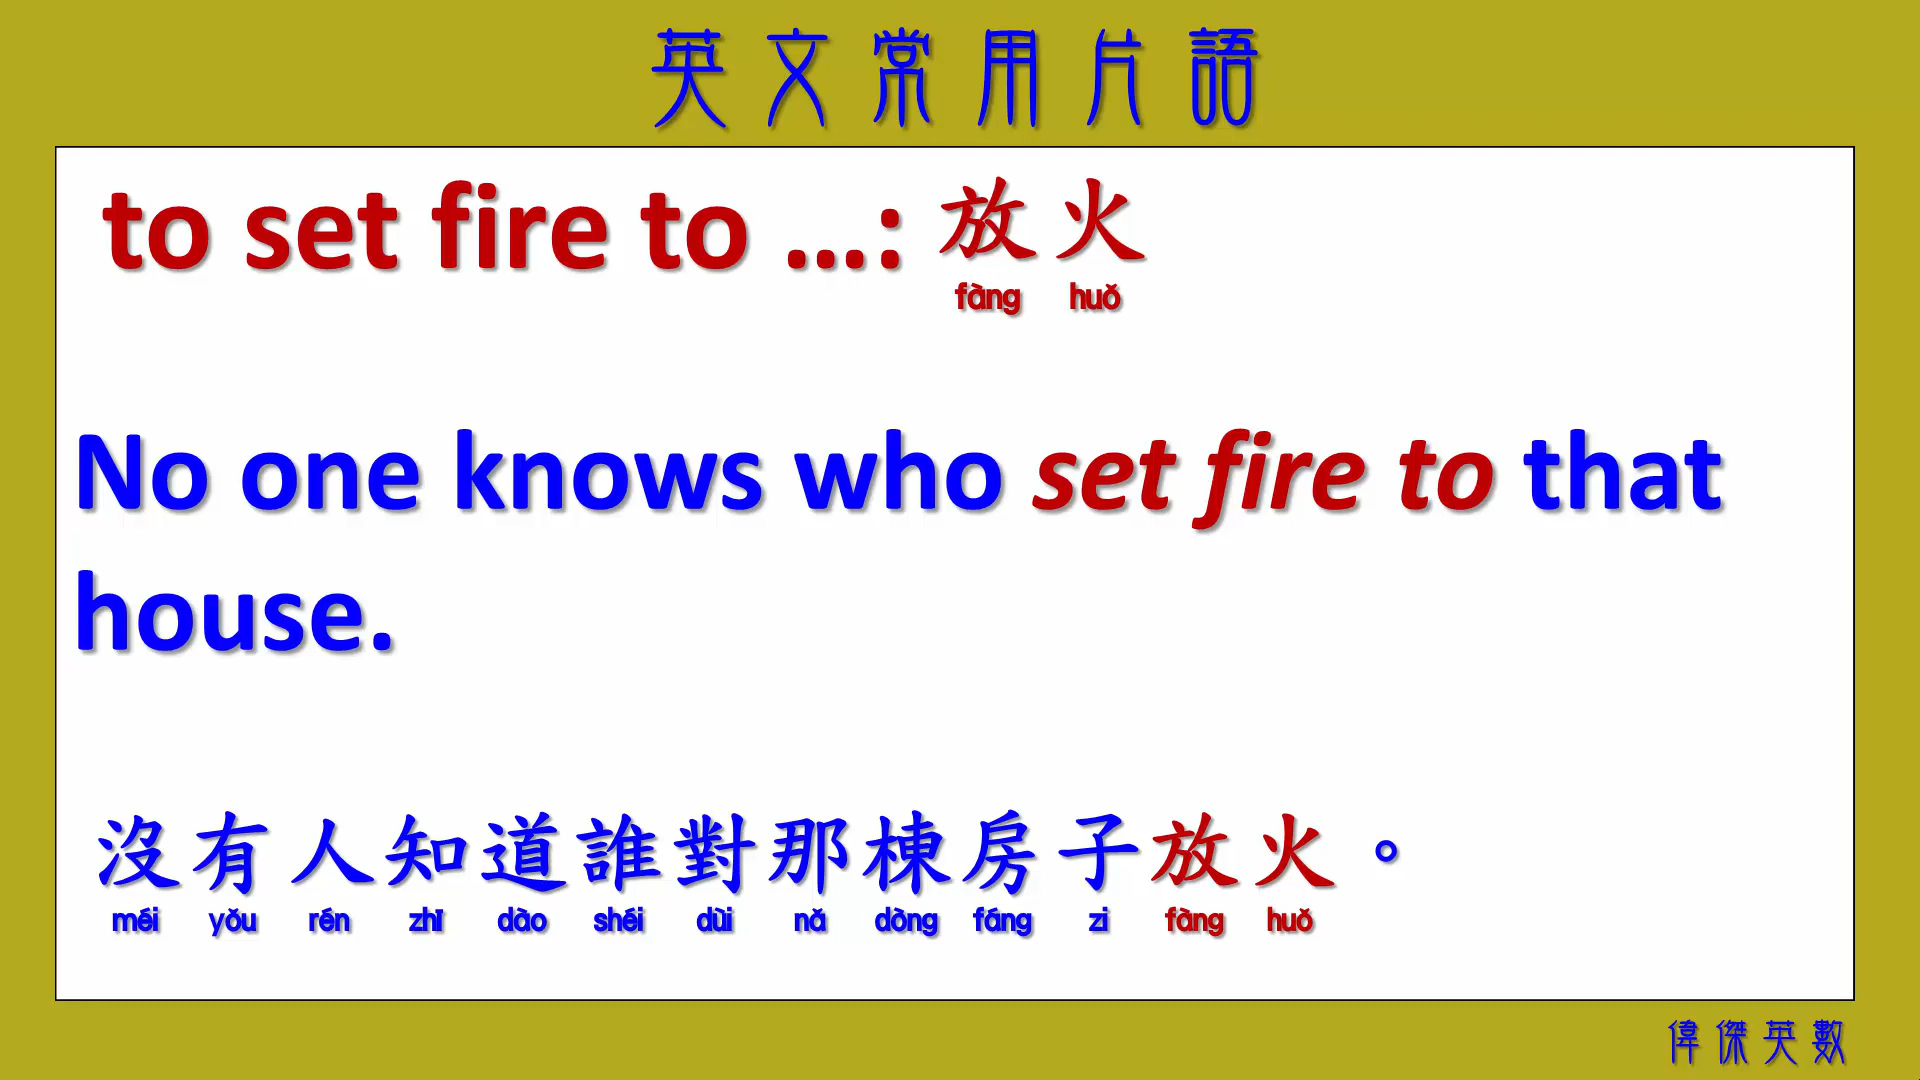 英文常用片語
to set fire to ...: 放火
fàng huǒ
No one knows who set fire to that
house.
沒有人知道誰對那棟房子放火。
méi yǒu rén zhī dào shéi duì nǎ dòng fáng zi fàng huǒ
偉傑英數